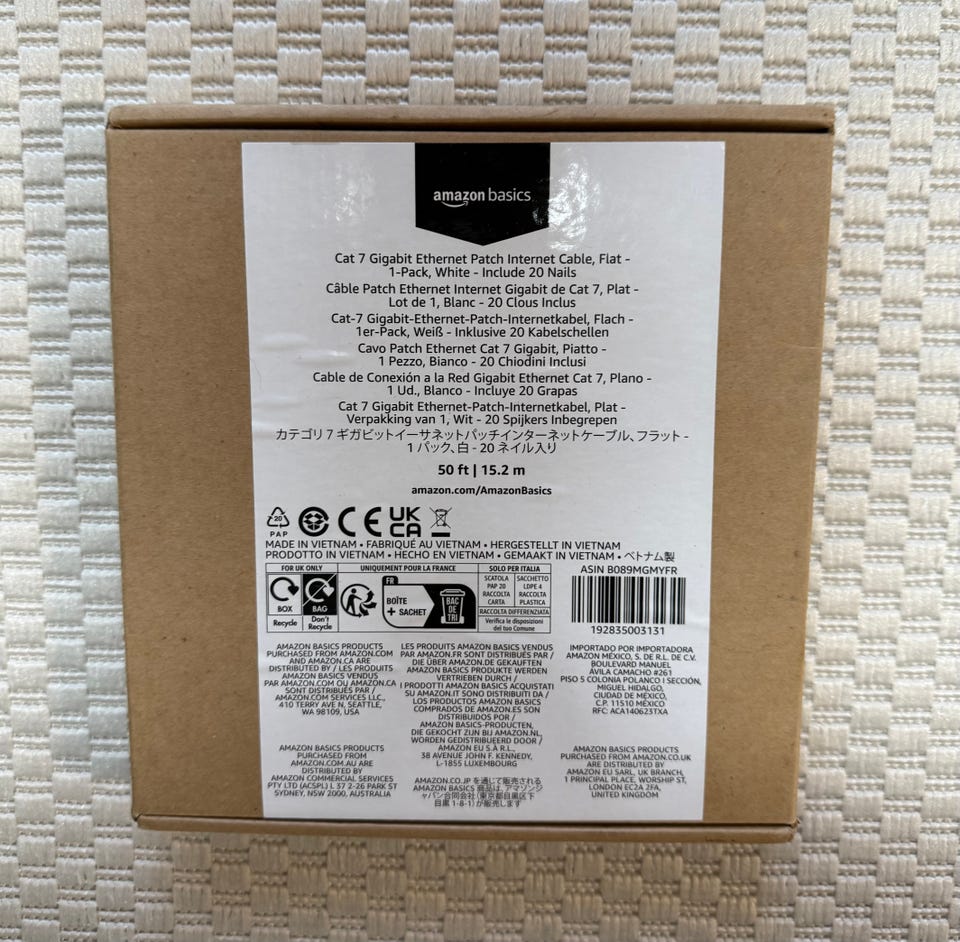 amazon basics
Cat 7 Gigabit Ethernet Patch Internet Cable, Flat -
1-Pack, White - Include 20 Nails
Câble Patch Ethernet Internet Gigabit de Cat 7, Plat -
Lot de 1, Blanc - 20 Clous Inclus
Cat-7 Gigabit-Ethernet-Patch-Internetkabel, Flach -
1er-Pack, Weiß - Inklusive 20 Kabelschellen
Cavo Patch Ethernet Cat 7 Gigabit, Piatto -
1 Pezzo, Bianco - 20 Chiodini Inclusi
Cable de Conexión a la Red Gigabit Ethernet Cat 7, Plano -
1 Ud., Blanco - Incluye 20 Grapas
Cat 7 Gigabit Ethernet-Patch-Internetkabel, Plat -
Verpakking van 1, Wit - 20 Spijkers Inbegrepen
カテゴリ 7 ギガビットイーサネットパッチインターネットケーブル、フラット -
1 パック、白 - 20 ネイル入り
50 ft | 15.2 m
amazon.com/AmazonBasics
20
PAP
CE
UK
CA
MADE IN VIETNAM • FABRIQUÉ AU VIETNAM • HERGESTELLT IN VIETNAM
PRODOTTO IN VIETNAM • HECHO EN VIETNAM • GEMAAKT IN VIETNAM • ベトナム製
FOR UK ONLY
BOX
Recycle
BAG
Don't
Recycle
UNIQUEMENT POUR LA FRANCE
FR
BOÎTE
+ SACHET
BAC
DE
TRI
SOLO PER ITALIA
SCATOLA
PAP 20
RACCOLTA
CARTA
SACCHETTO
LDPE 4
RACCOLTA
PLASTICA
RACCOLTA DIFFERENZIATA
Verifica le disposizioni
del tuo Comune
ASIN B089MGMYFR
192835003131
AMAZON BASICS PRODUCTS
PURCHASED FROM AMAZON.COM
AND AMAZON.CA ARE
DISTRIBUTED BY / LES PRODUITS
AMAZON BASICS VENDUS
PAR AMAZON.COM OU AMAZON.CA
SONT DISTRIBUÉS PAR /
AMAZON.COM SERVICES LLC.,
410 TERRY AVE N, SEATTLE,
WA 98109, USA
AMAZON BASICS PRODUCTS
PURCHASED FROM
AMAZON.COM.AU ARE
DISTRIBUTED BY
AMAZON COMMERCIAL SERVICES
PTY LTD (ACSPL) L 37 2-26 PARK ST
SYDNEY, NSW 2000, AUSTRALIA
LES PRODUITS AMAZON BASICS VENDUS
PAR AMAZON.FR SONT DISTRIBUÉS PAR /
DIE ÜBER AMAZON.DE GEKAUFTEN
AMAZON BASICS PRODUKTE WERDEN
VERTRIEBEN DURCH /
I PRODOTTI AMAZON BASICS ACQUISTATI
SU AMAZON.IT SONO DISTRIBUITI DA /
LOS PRODUCTOS AMAZON BASICS
COMPRADOS DE AMAZON.ES SON
DISTRIBUIDOS POR /
AMAZON BASICS-PRODUCTEN,
DIE GEKOCHT ZIJN BIJ AMAZON.NL,
WORDEN GEDISTRIBUEERD DOOR /
AMAZON EU S.À R.L.,
38 AVENUE JOHN F. KENNEDY,
L-1855 LUXEMBOURG
AMAZON.CO.JP を通じて販売される
AMAZON BASICS 商品は、アマゾンジ
ャパン合同会社（東京都目黒区下
目黒 1-8-1）が販売します
IMPORTADO POR IMPORTADORA
AMAZON MÉXICO, S. DE R.L. DE C.V.
BOULEVARD MANUEL
ÁVILA CAMACHO #261
PISO 5 COLONIA POLANCO I SECCIÓN,
MIGUEL HIDALGO,
CIUDAD DE MÉXICO,
C.P. 11510 MÉXICO
RFC: ACA140623TXA
AMAZON BASICS PRODUCTS
PURCHASED FROM AMAZON.CO.UK
ARE DISTRIBUTED BY
AMAZON EU SARL, UK BRANCH,
1 PRINCIPAL PLACE, WORSHIP ST,
LONDON EC2A 2FA,
UNITED KINGDOM